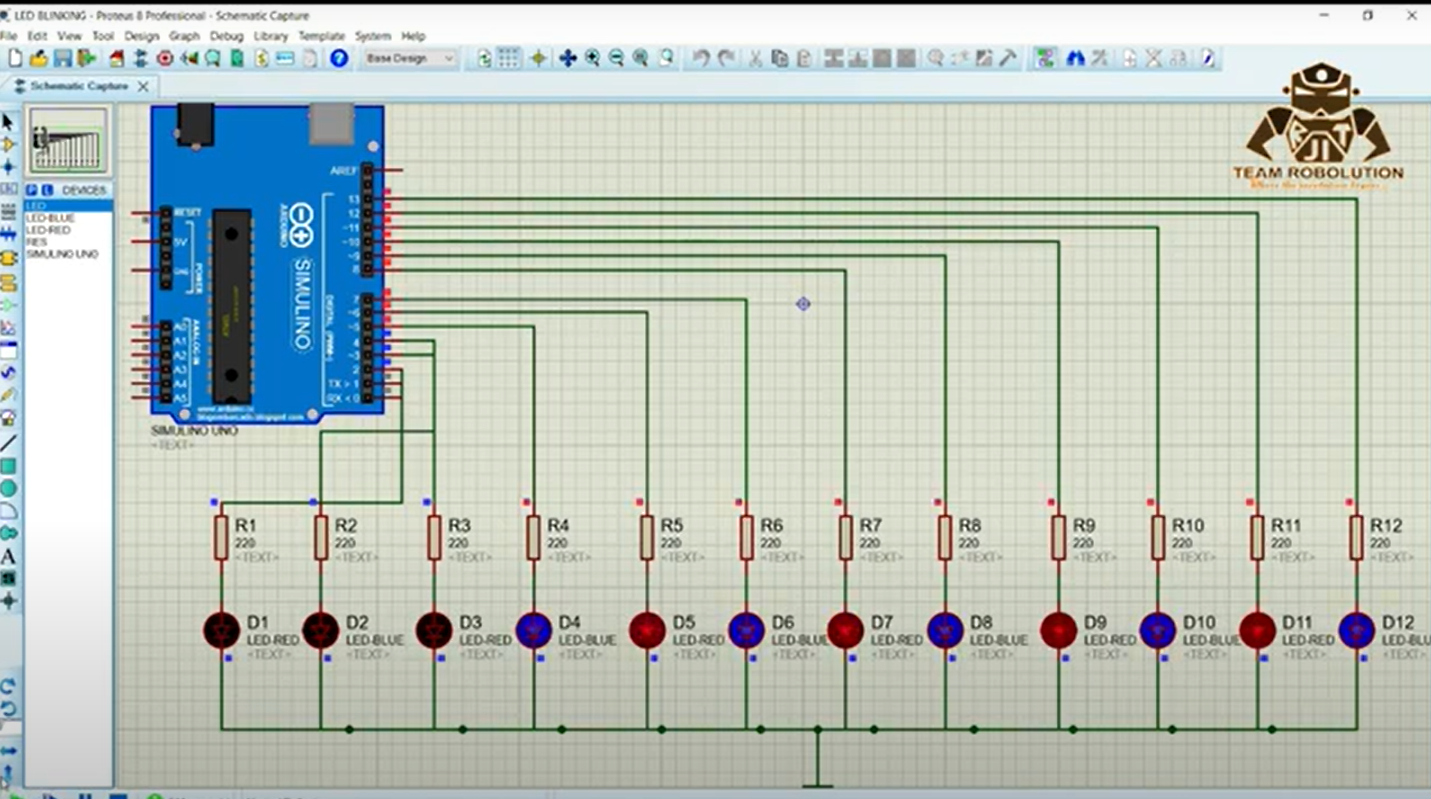 LED BLINKING - Proteus 8 Professional - Schematic Capture
File Edit View Tool Design Graph Debug Library Template System Help
Base Design
Schematic Capture
TEAM ROBOLUTION
P L DEVICES
LED
LED-BLUE
LED-RED
RES
SIMULINO UNO
AREF
13
12
~11
~10
~9
8
7
~6
~5
4
~3
2
TX > 1
RX < 0
RESET
5V
GND
POWER
A0
A1
A2
A3
A4
A5
ANALOG IN
ARDUINO
SIMULINO
DIGITAL (PWM~)
SIMULINO UNO
<TEXT>
R1 R2 R3 R4 R5 R6 R7 R8 R9 R10 R11 R12
220 220 220 220 220 220 220 220 220 220 220 220
<TEXT> <TEXT> <TEXT> <TEXT> <TEXT> <TEXT> <TEXT> <TEXT> <TEXT> <TEXT> <TEXT> <TEXT>
D1 D2 D3 D4 D5 D6 D7 D8 D9 D10 D11 D12
LED-RED LED-BLUE LED-RED LED-BLUE LED-RED LED-BLUE LED-RED LED-BLUE LED-RED LED-BLUE LED-RED LED-BLU
<TEXT> <TEXT> <TEXT> <TEXT> <TEXT> <TEXT> <TEXT> <TEXT> <TEXT> <TEXT> <TEXT> <TEXT>